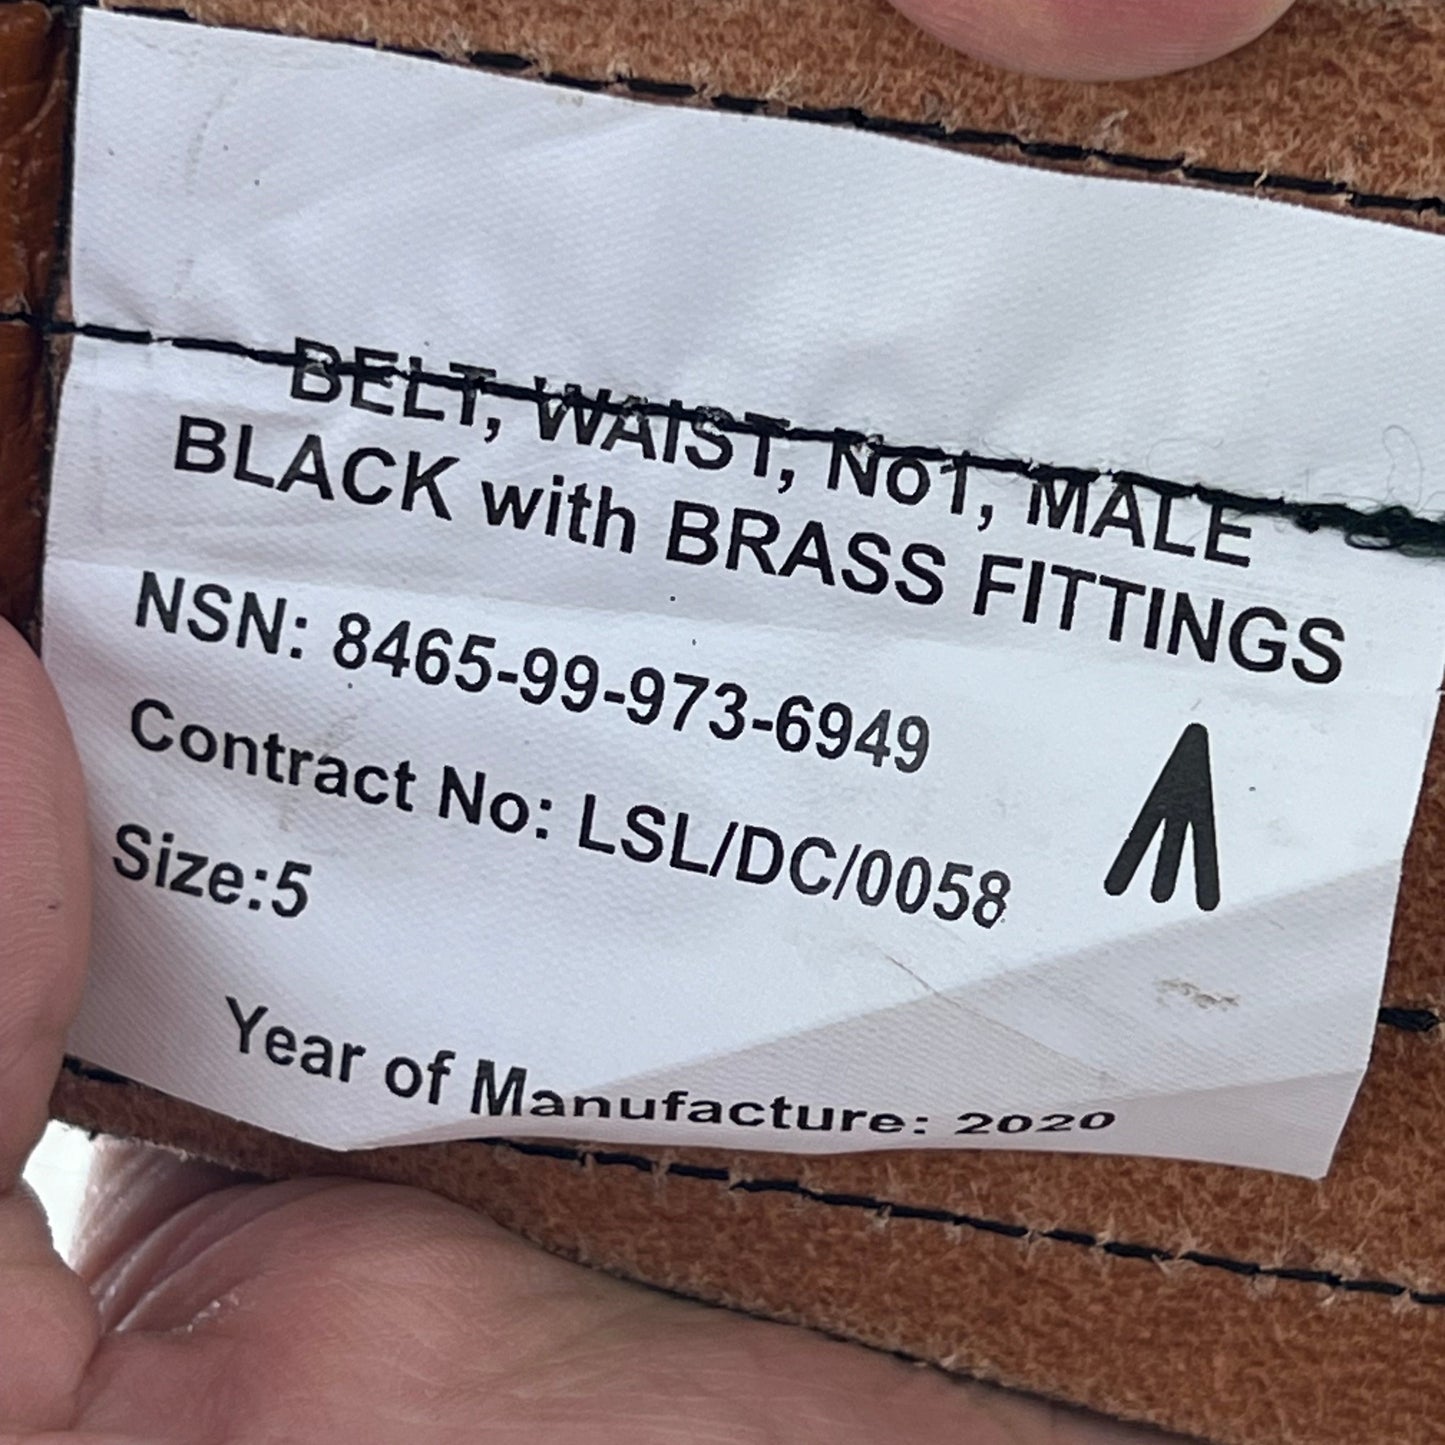 BELT, WAIST, No1, MALE
BLACK with BRASS FITTINGS
NSN: 8465-99-973-6949
Contract No: LSL/DC/0058
Size:5
Year of Manufacture: 2020